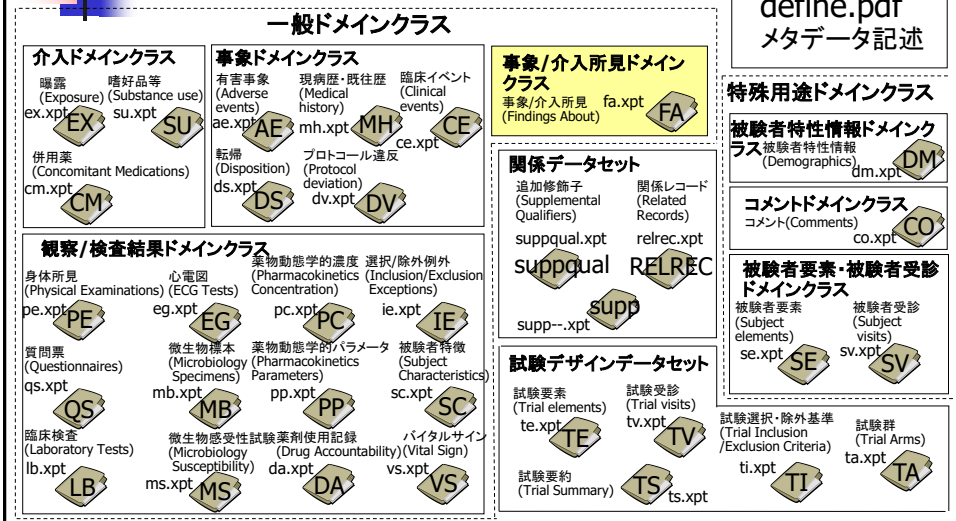 一般ドメインクラス
define.pdf
メタデータ記述
介入ドメインクラス
曝露
(Exposure)
ex.xpt
EX
嗜好品等
(Substance use)
su.xpt
SU
併用薬
(Concomitant Medications)
cm.xpt
CM
事象ドメインクラス
有害事象
(Adverse
events)
ae.xpt
AE
現病歴・既往歴
(Medical
history)
mh.xpt
MH
臨床イベント
(Clinical
events)
ce.xpt
CE
転帰
(Disposition)
ds.xpt
DS
プロトコール違反
(Protocol
deviation)
dv.xpt
DV
事象/介入所見ドメイン
クラス
事象/介入所見
(Findings About)
fa.xpt
FA
観察/検査結果ドメインクラス
身体所見
(Physical Examinations)
pe.xpt
PE
心電図
(ECG Tests)
eg.xpt
EG
薬物動態学的濃度
(Pharmacokinetics
Concentration)
pc.xpt
PC
選択/除外例外
(Inclusion/Exclusion
Exceptions)
ie.xpt
IE
質問票
(Questionnaires)
qs.xpt
QS
微生物標本
(Microbiology
Specimens)
mb.xpt
MB
薬物動態学的パラメータ
(Pharmacokinetics
Parameters)
pp.xpt
PP
被験者特徴
(Subject
Characteristics)
sc.xpt
SC
臨床検査
(Laboratory Tests)
lb.xpt
LB
微生物感受性試験
(Microbiology
Susceptibility)
ms.xpt
MS
薬剤使用記録
(Drug Accountability)
da.xpt
DA
バイタルサイン
(Vital Sign)
vs.xpt
VS
関係データセット
追加修飾子
(Supplemental
Qualifiers)
suppqual.xpt
suppqual
関係レコード
(Related
Records)
relrec.xpt
RELREC
supp
supp--.xpt
試験デザインデータセット
試験要素
(Trial elements)
te.xpt
TE
試験受診
(Trial visits)
tv.xpt
TV
試験要約
(Trial Summary)
TS
ts.xpt
試験選択・除外基準
(Trial Inclusion
/Exclusion Criteria)
ti.xpt
TI
試験群
(Trial Arms)
ta.xpt
TA
特殊用途ドメインクラス
被験者特性情報ドメインク
ラス
被験者特性情報
(Demographics)
dm.xpt
DM
コメントドメインクラス
コメント(Comments)
co.xpt
CO
被験者要素・被験者受診
ドメインクラス
被験者要素
(Subject
elements)
se.xpt
SE
被験者受診
(Subject
visits)
sv.xpt
SV